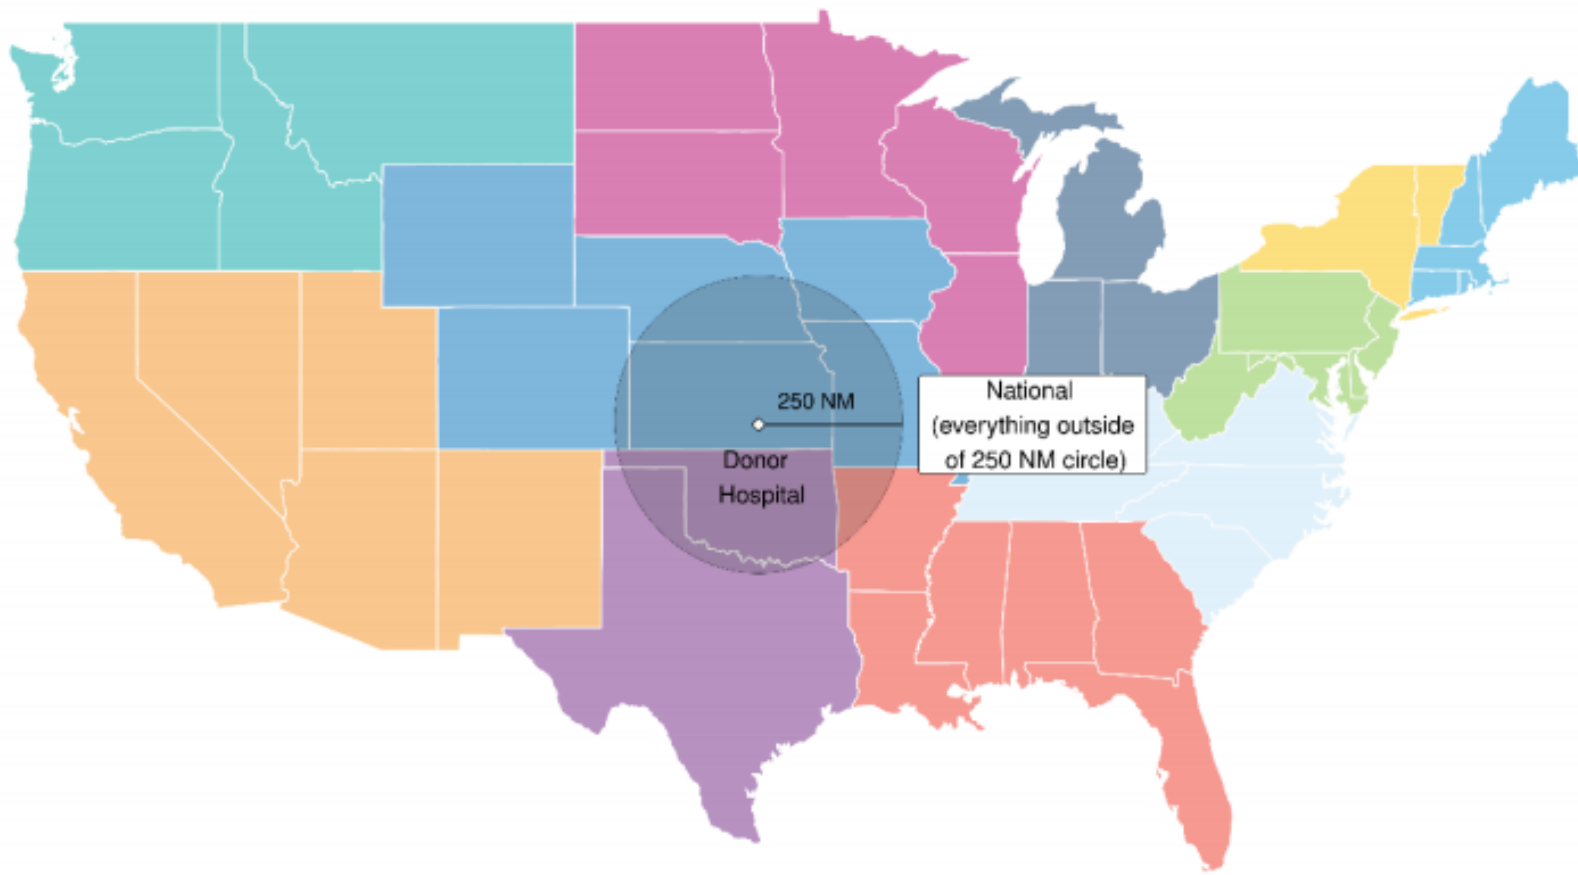 250 NM
Donor
Hospital
National
(everything outside
of 250 NM circle)